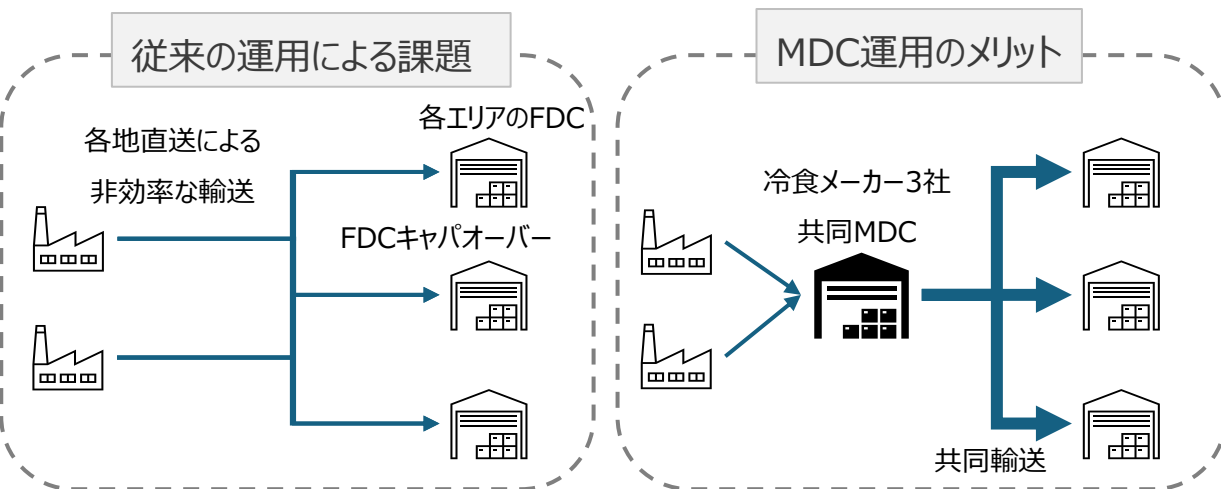 従来の運用による課題
各地直送による
非効率な輸送
各エリアのFDC
FDCキャパオーバー
MDC運用のメリット
冷食メーカー3社
共同MDC
共同輸送